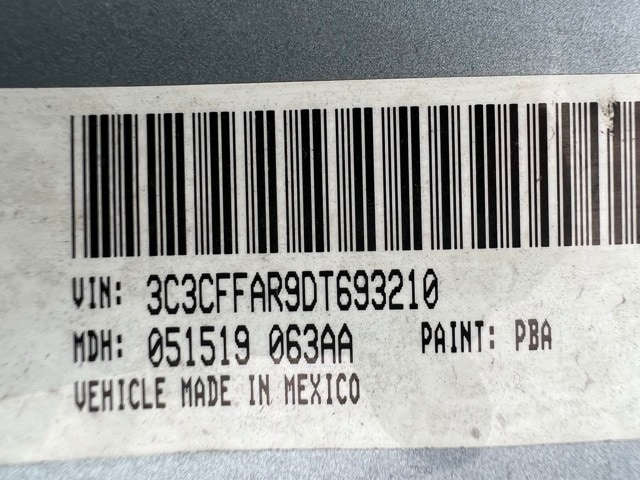 VIN: 3C3CFFAR9DT693210
MDH: 051519 063AA PAINT: PBA
VEHICLE MADE IN MEXICO